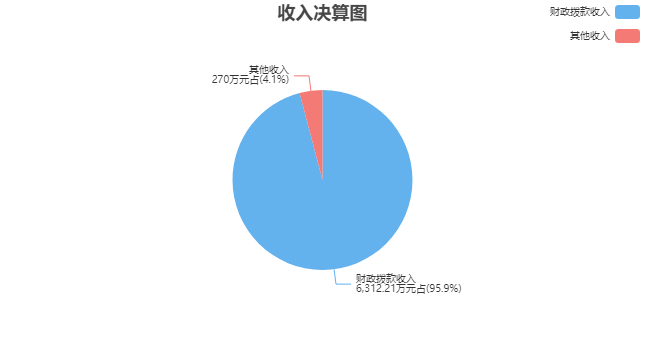 收入决算图
财政拨款收入
其他收入
其他收入
270万元占(4.1%)
财政拨款收入
6,312.21万元占(95.9%)